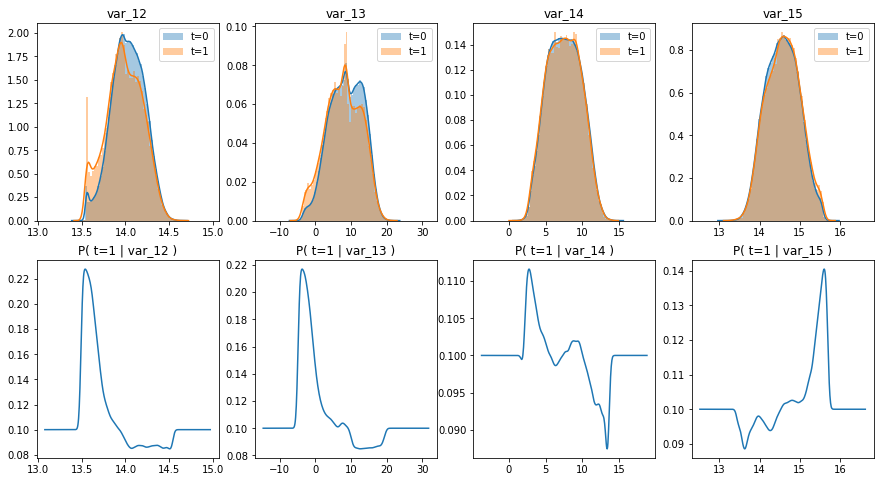 var_12
2.00
1.75
1.50
1.25
1.00
0.75
0.50
0.25
0.00
13.0 13.5 14.0 14.5 15.0
t=0
t=1
var_13
0.10
0.08
0.06
0.04
0.02
0.00
−10 0 10 20 30
t=0
t=1
var_14
0.14
0.12
0.10
0.08
0.06
0.04
0.02
0.00
0 5 10 15
t=0
t=1
var_15
0.8
0.6
0.4
0.2
0.0
13 14 15 16
t=0
t=1
P( t=1 | var_12 )
0.22
0.20
0.18
0.16
0.14
0.12
0.10
0.08
13.0 13.5 14.0 14.5 15.0
P( t=1 | var_13 )
0.22
0.20
0.18
0.16
0.14
0.12
0.10
0.08
−10 0 10 20 30
P( t=1 | var_14 )
0.110
0.105
0.100
0.095
0.090
0 5 10 15
P( t=1 | var_15 )
0.14
0.13
0.12
0.11
0.10
0.09
13 14 15 16